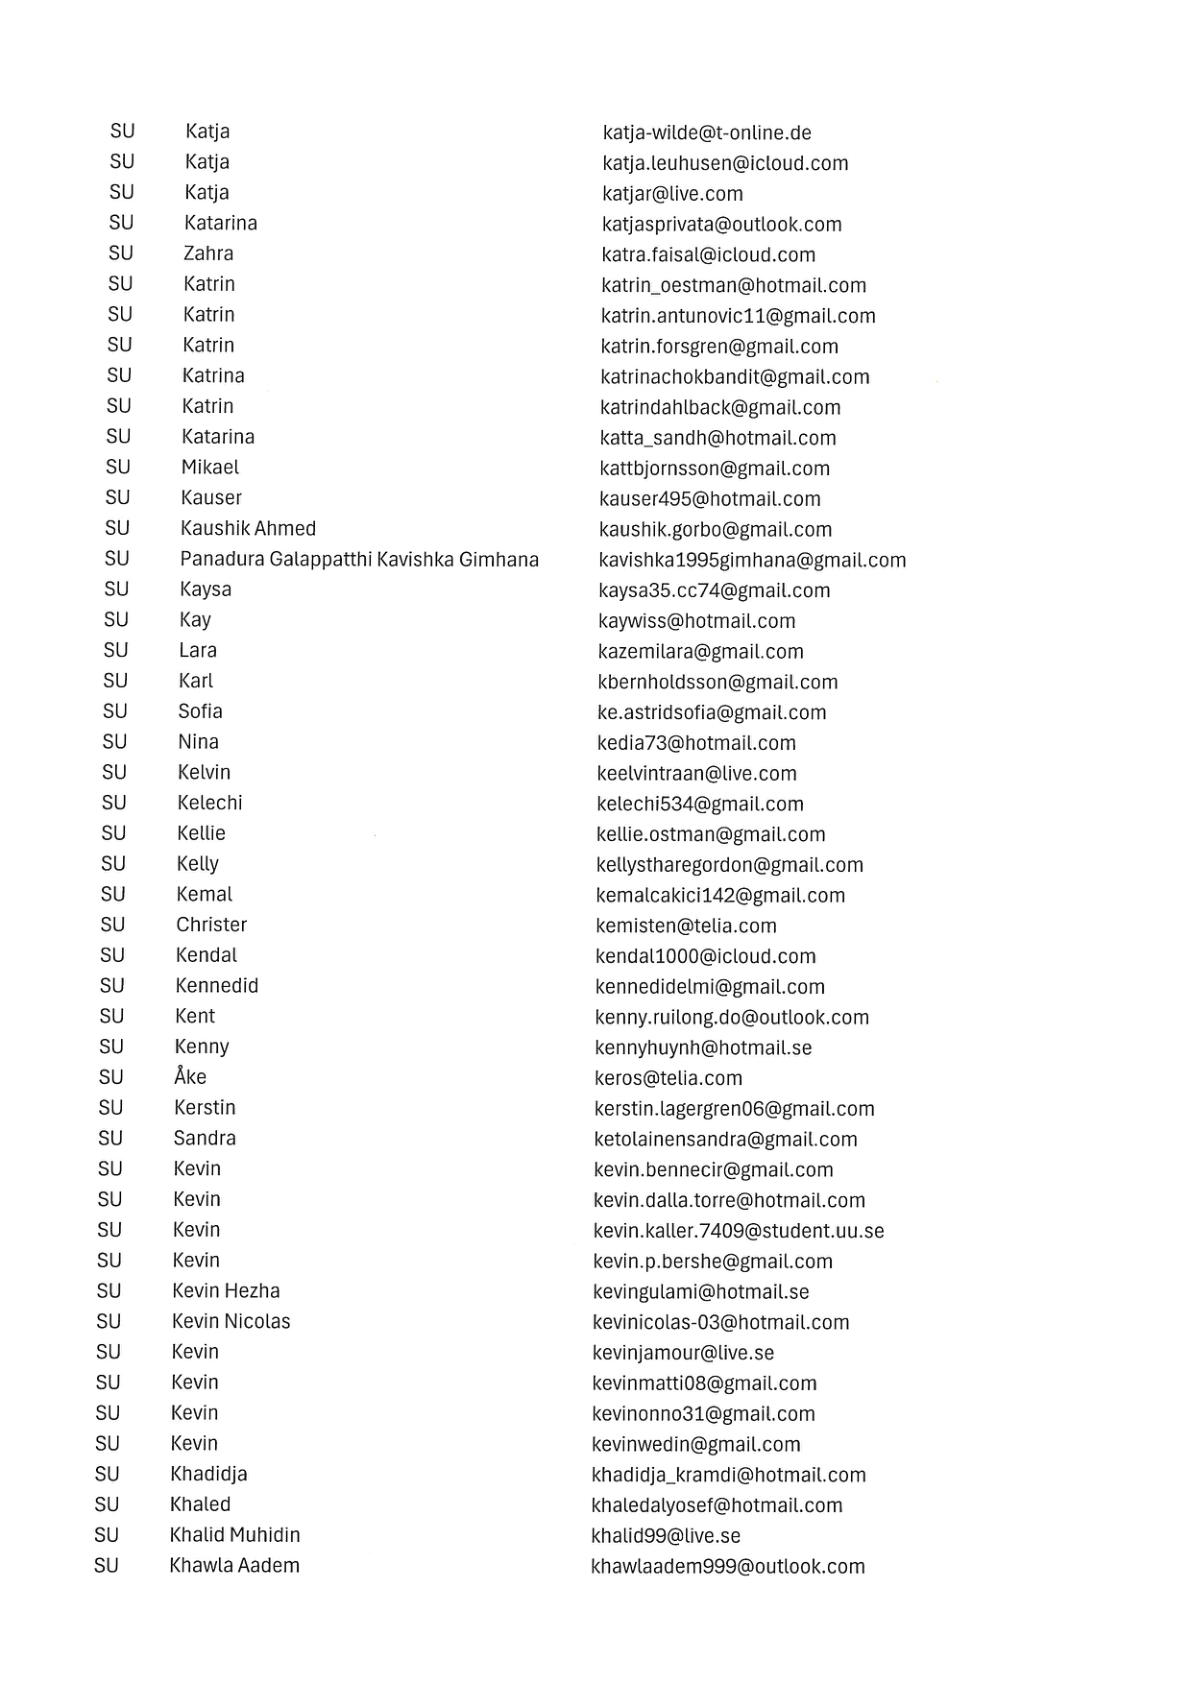 SU Katja katja-wilde@t-online.de
SU Katja katja.leuhusen@icloud.com
SU Katja katjar@live.com
SU Katarina katjasprivata@outlook.com
SU Zahra katra.faisal@icloud.com
SU Katrin katrin_oestman@hotmail.com
SU Katrin katrin.antunovic11@gmail.com
SU Katrin katrin.forsgren@gmail.com
SU Katrina katrinachokbandit@gmail.com
SU Katrin katrindahlback@gmail.com
SU Katarina katta_sandh@hotmail.com
SU Mikael kattbjornsson@gmail.com
SU Kauser kauser495@hotmail.com
SU Kaushik Ahmed kaushik.gorbo@gmail.com
SU Panadura Galappatthi Kavishka Gimhana kavishka1995gimhana@gmail.com
SU Kaysa kaysa35.cc74@gmail.com
SU Kay kaywiss@hotmail.com
SU Lara kazemilara@gmail.com
SU Karl kbernholdsson@gmail.com
SU Sofia ke.astridsofia@gmail.com
SU Nina kedia73@hotmail.com
SU Kelvin keelvintraan@live.com
SU Kelechi kelechi534@gmail.com
SU Kellie kellie.ostman@gmail.com
SU Kelly kellystharegordon@gmail.com
SU Kemal kemalcakici142@gmail.com
SU Christer kemisten@telia.com
SU Kendal kendal1000@icloud.com
SU Kennedid kennedidelmi@gmail.com
SU Kent kenny.ruilong.do@outlook.com
SU Kenny kennyhuynh@hotmail.se
SU Åke keros@telia.com
SU Kerstin kerstin.lagergren06@gmail.com
SU Sandra ketolainensandra@gmail.com
SU Kevin kevin.bennecir@gmail.com
SU Kevin kevin.dalla.torre@hotmail.com
SU Kevin kevin.kaller.7409@student.uu.se
SU Kevin kevin.p.bershe@gmail.com
SU Kevin Hezha kevingulami@hotmail.se
SU Kevin Nicolas kevinicolas-03@hotmail.com
SU Kevin kevinjamour@live.se
SU Kevin kevinmatti08@gmail.com
SU Kevin kevinonno31@gmail.com
SU Kevin kevinwedin@gmail.com
SU Khadidja khadidja_kramdi@hotmail.com
SU Khaled khaledalyosef@hotmail.com
SU Khalid Muhidin khalid99@live.se
SU Khawla Aadem khawlaadem999@outlook.com